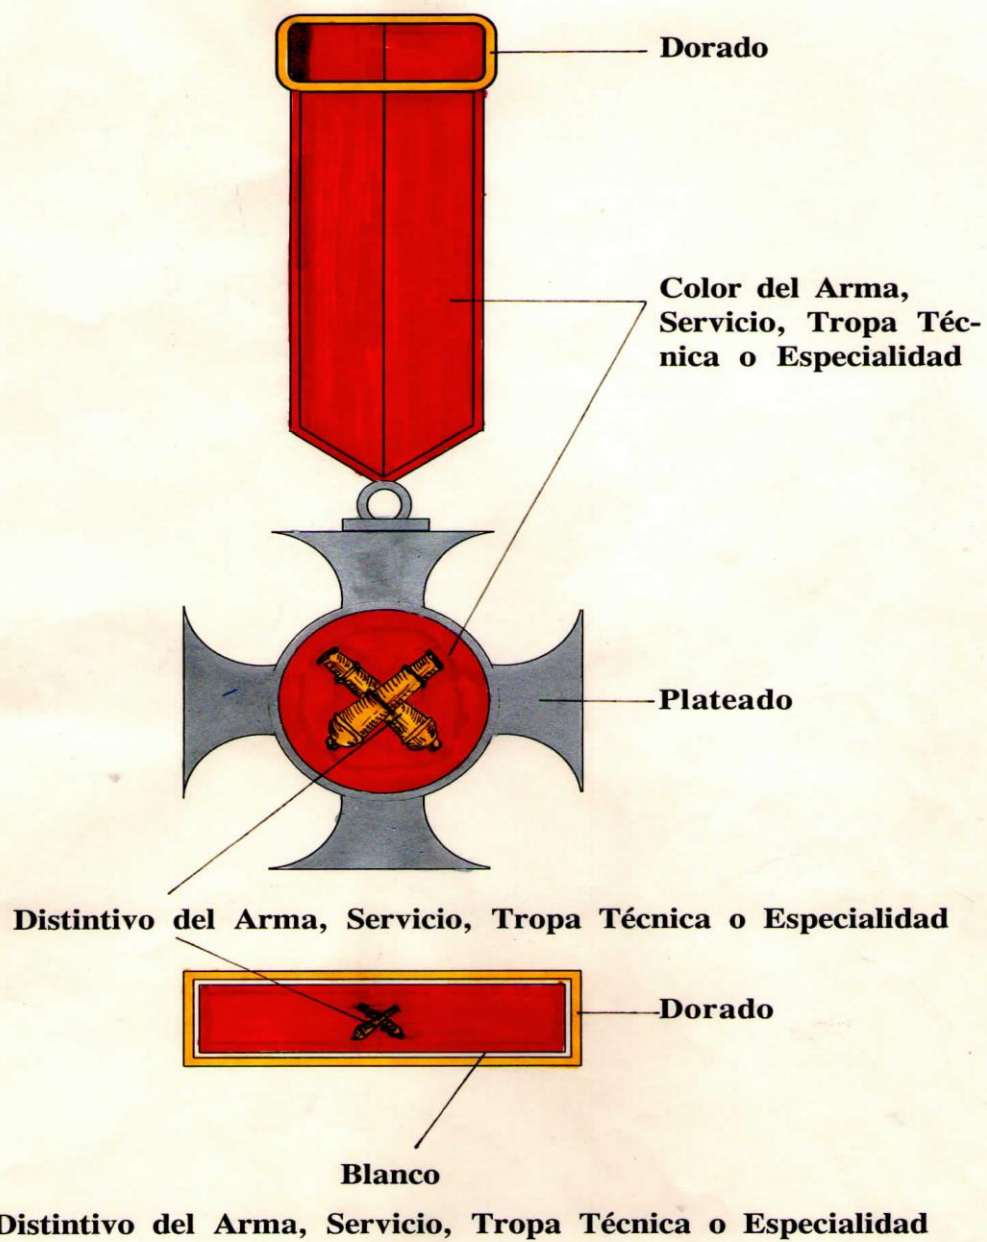 Dorado
Color del Arma,
Servicio, Tropa Téc-
nica o Especialidad
Plateado
Distintivo del Arma, Servicio, Tropa Técnica o Especialidad
Dorado
Blanco
Distintivo del Arma, Servicio, Tropa Técnica o Especialidad